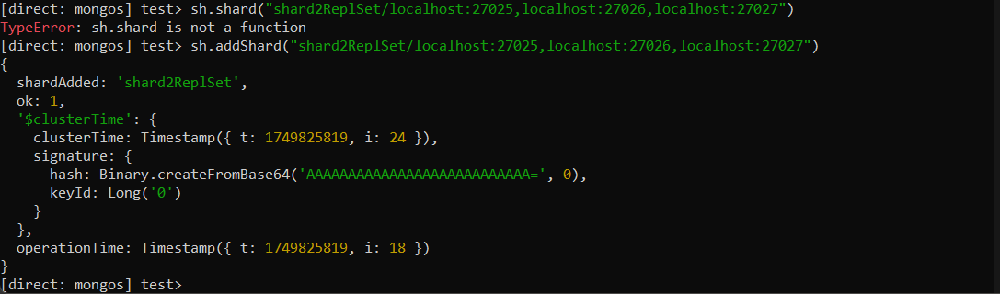 [direct: mongos] test> sh.shard("shard2ReplSet/localhost:27025,localhost:27026,localhost:27027")
TypeError: sh.shard is not a function
[direct: mongos] test> sh.addShard("shard2ReplSet/localhost:27025,localhost:27026,localhost:27027")
{
  shardAdded: 'shard2ReplSet',
  ok: 1,
  '$clusterTime': {
    clusterTime: Timestamp({ t: 1749825819, i: 24 }),
    signature: {
      hash: Binary.createFromBase64('AAAAAAAAAAAAAAAAAAAAAAAAAAA=', 0),
      keyId: Long('0')
    }
  },
  operationTime: Timestamp({ t: 1749825819, i: 18 })
}
[direct: mongos] test>